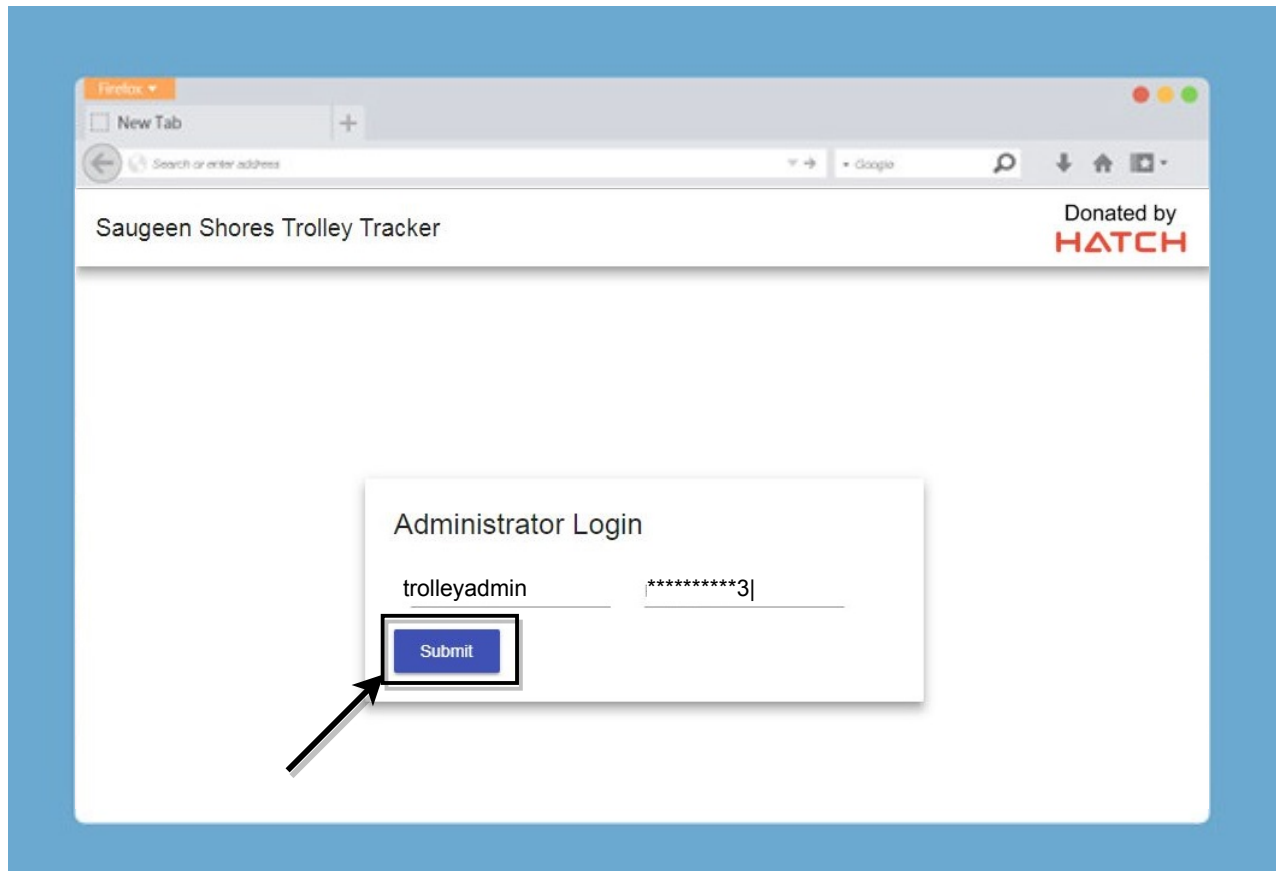 Firefox
New Tab
Search or enter address
Google
Saugeen Shores Trolley Tracker
Donated by
HATCH
Administrator Login
trolleyadmin
**********3|
Submit